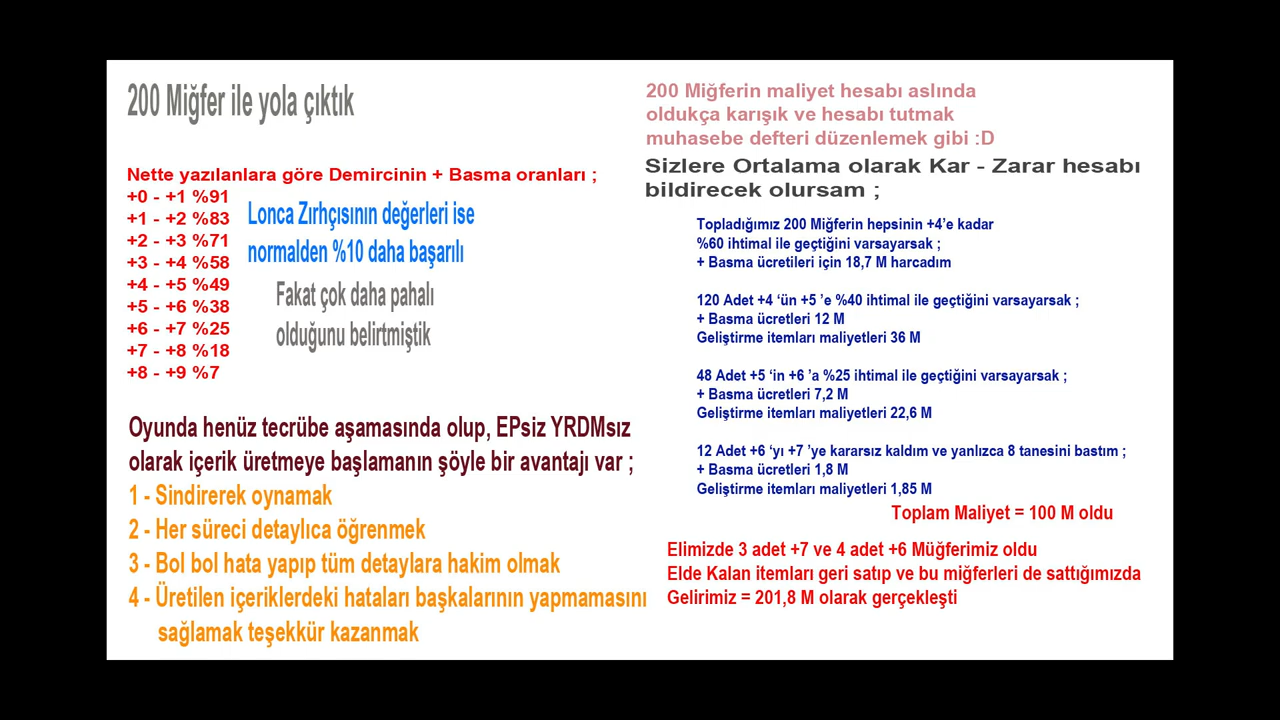 200 Miğfer ile yola çıktık
Nette yazılanlara göre Demircinin + Basma oranları ;
+0 - +1 %91
+1 - +2 %83
+2 - +3 %71
+3 - +4 %58
+4 - +5 %49
+5 - +6 %38
+6 - +7 %25
+7 - +8 %18
+8 - +9 %7
Lonca Zırhçısının değerleri ise
normalden %10 daha başarılı
Fakat çok daha pahalı
olduğunu belirtmiştik
Oyunda henüz tecrübe aşamasında olup, EPsiz YRDMsız
olarak içerik üretmeye başlamanın şöyle bir avantajı var ;
1 - Sindirerek oynamak
2 - Her süreci detaylıca öğrenmek
3 - Bol bol hata yapıp tüm detaylara hakim olmak
4 - Üretilen içeriklerdeki hataları başkalarının yapmamasını
sağlamak teşekkür kazanmak
200 Miğferin maliyet hesabı aslında
oldukça karışık ve hesabı tutmak
muhasebe defteri düzenlemek gibi :D
Sizlere Ortalama olarak Kar - Zarar hesabı
bildirecek olursam ;
Topladığımız 200 Miğferin hepsinin +4'e kadar
%60 ihtimal ile geçtiğini varsayarsak ;
+ Basma ücretileri için 18,7 M harcadım
120 Adet +4 'ün +5 'e %40 ihtimal ile geçtiğini varsayarsak ;
+ Basma ücretleri 12 M
Geliştirme itemları maliyetleri 36 M
48 Adet +5 'in +6 'a %25 ihtimal ile geçtiğini varsayarsak ;
+ Basma ücretleri 7,2 M
Geliştirme itemları maliyetleri 22,6 M
12 Adet +6 'yı +7 'ye kararsız kaldım ve yanlızca 8 tanesini bastım ;
+ Basma ücretleri 1,8 M
Geliştirme itemları maliyetleri 1,85 M
Toplam Maliyet = 100 M oldu
Elimizde 3 adet +7 ve 4 adet +6 Müğferimiz oldu
Elde Kalan itemları geri satıp ve bu miğferleri de sattığımızda
Gelirimiz = 201,8 M olarak gerçekleşti